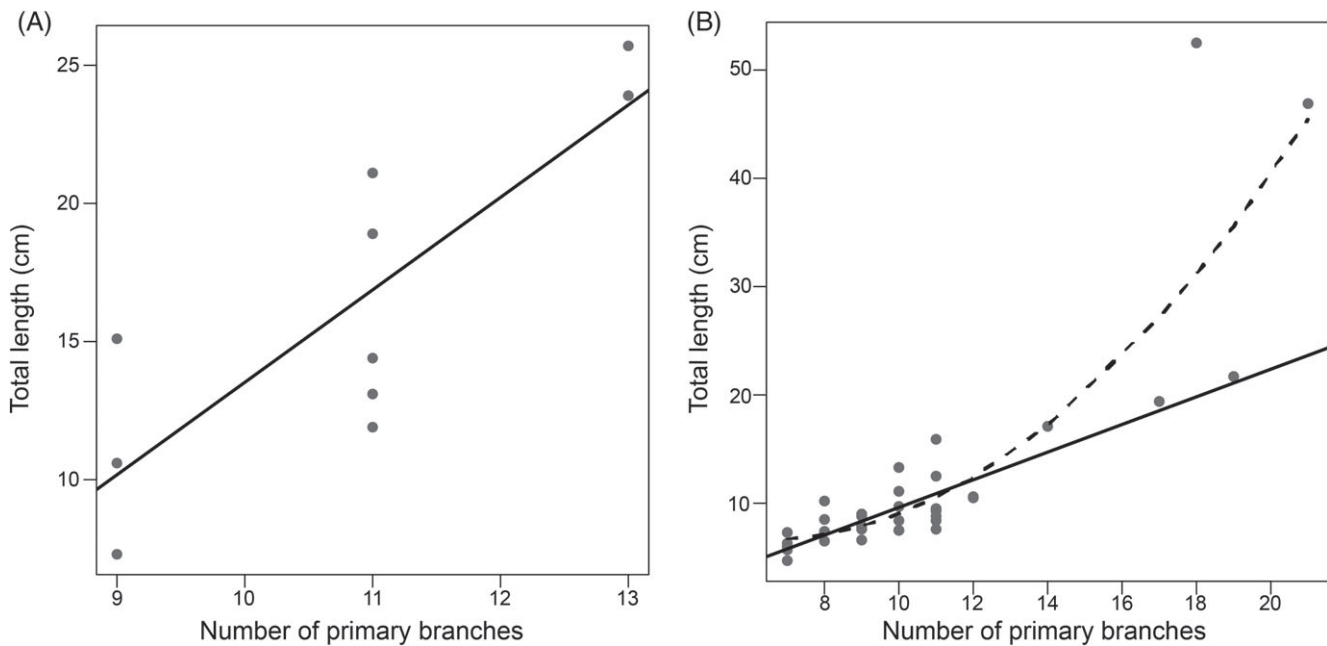 (A)
Total length (cm)
25
20
15
10
9 10 11 12 13
Number of primary branches
(B)
Total length (cm)
50
40
30
20
10
8 10 12 14 16 18 20
Number of primary branches